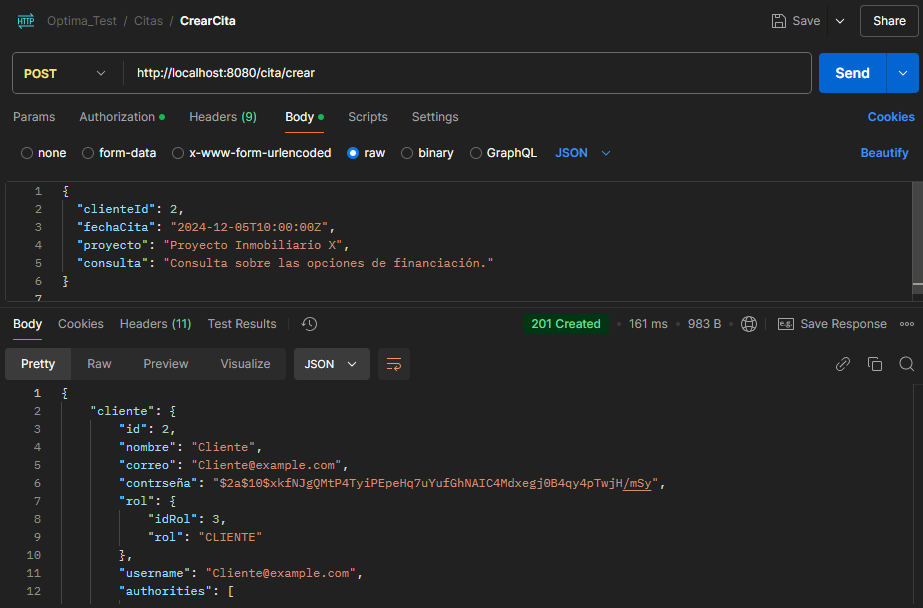 HTTP Optima_Test / Citas / CrearCita Save Share
POST http://localhost:8080/cita/crear Send
Params Authorization Headers (9) Body Scripts Settings Cookies
none form-data x-www-form-urlencoded raw binary GraphQL JSON Beautify
1 {
2 "clienteId": 2,
3 "fechaCita": "2024-12-05T10:00:00Z",
4 "proyecto": "Proyecto Inmobiliario X",
5 "consulta": "Consulta sobre las opciones de financiación."
6 }
7
Body Cookies Headers (11) Test Results 201 Created • 161 ms • 983 B • e.g. Save Response
Pretty Raw Preview Visualize JSON
1 {
2 "cliente": {
3 "id": 2,
4 "nombre": "Cliente",
5 "correo": "Cliente@example.com",
6 "contrseña": "$2a$10$xkfNJgQMtP4TyiPEpeHq7uYufGhNAIC4Mdxegj0B4qy4pTwjH/mSy",
7 "rol": {
8 "idRol": 3,
9 "rol": "CLIENTE"
10 },
11 "username": "Cliente@example.com",
12 "authorities": [